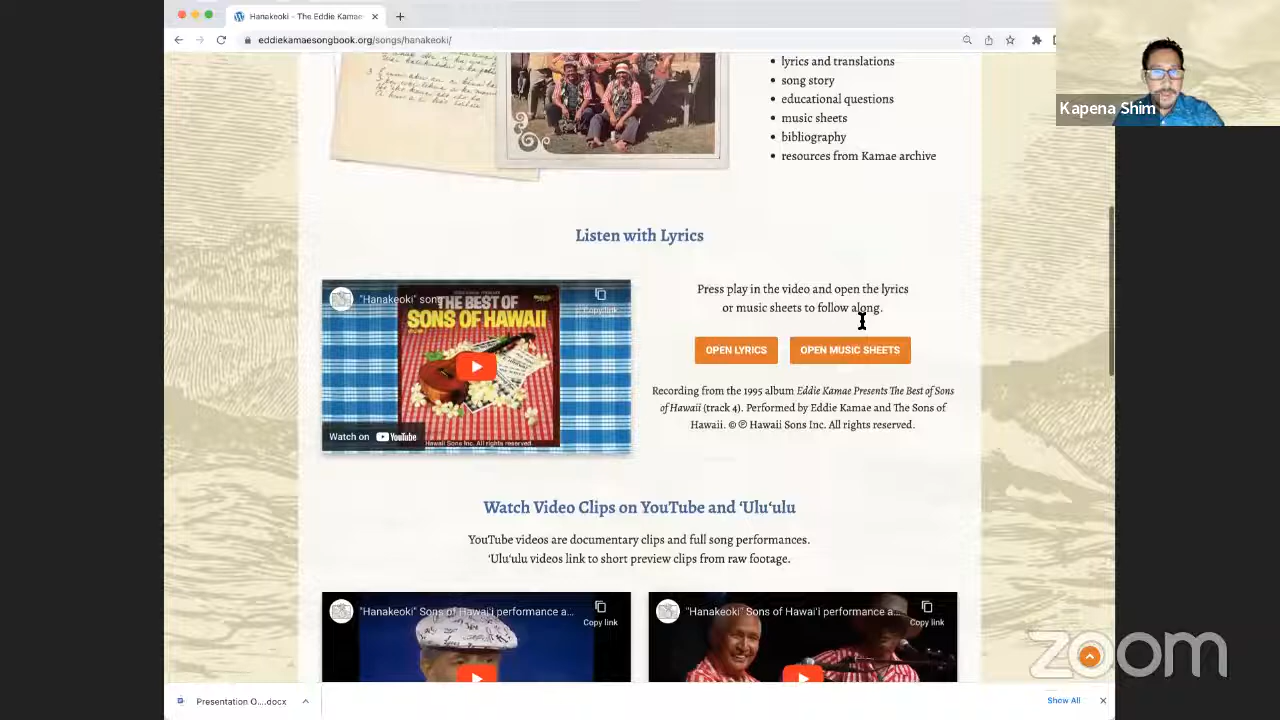 Hanakeoki – The Eddie Kamae
eddiekamaesongbook.org/songs/hanakeoki/
Kapena Shim
• lyrics and translations
• song story
• educational questions
• music sheets
• bibliography
• resources from Kamae archive
Listen with Lyrics
"Hanakeoki" song
Copy link
THE BEST OF
SONS OF HAWAII
Watch on YouTube
Hawaii Sons Inc. All rights reserved.
Press play in the video and open the lyrics
or music sheets to follow along.
OPEN LYRICS
OPEN MUSIC SHEETS
Recording from the 1995 album Eddie Kamae Presents The Best of Sons
of Hawaii (track 4). Performed by Eddie Kamae and The Sons of
Hawaii. © ℗ Hawaii Sons Inc. All rights reserved.
Watch Video Clips on YouTube and ʻUluʻulu
YouTube videos are documentary clips and full song performances.
ʻUluʻulu videos link to short preview clips from raw footage.
"Hanakeoki" Sons of Hawaiʻi performance a...
Copy link
"Hanakeoki" Sons of Hawaiʻi performance a...
Copy link
zoom
Presentation O....docx
Show All